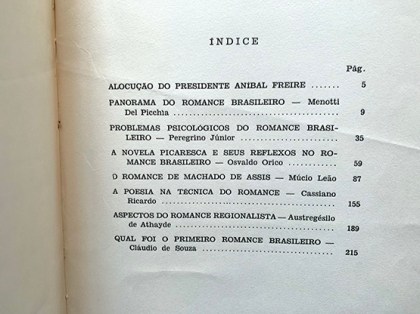 ÍNDICE
Pág.
ALOCUÇÃO DO PRESIDENTE ANIBAL FREIRE ....... 5
PANORAMA DO ROMANCE BRASILEIRO — Menotti
Del Picchia .......................................... 9
PROBLEMAS PSICOLÓGICOS DO ROMANCE BRASI-
LEIRO — Peregrino Júnior ........................ 35
A NOVELA PICARESCA E SEUS REFLEXOS NO RO-
MANCE BRASILEIRO — Osvaldo Orico ............ 59
O ROMANCE DE MACHADO DE ASSIS — Múcio Leão 87
A POESIA NA TÉCNICA DO ROMANCE — Cassiano
Ricardo .............................................. 155
ASPECTOS DO ROMANCE REGIONALISTA — Austregésilo
de Athayde .......................................... 189
QUAL FOI O PRIMEIRO ROMANCE BRASILEIRO —
Cláudio de Souza .................................... 215